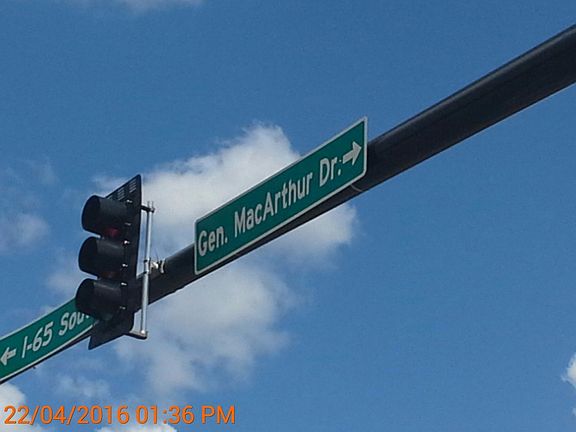 Gen. MacArthur Dr. →
← I-65
22/04/2016 01:36 PM